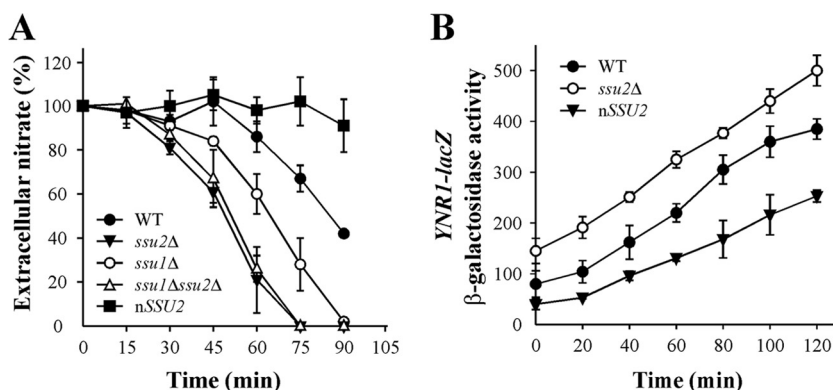 A
Extracellular nitrate (%)
120
100
80
60
40
20
0
WT
ssu2Δ
ssu1Δ
ssu1Δssu2Δ
nSSU2
0 15 30 45 60 75 90 105
Time (min)
B
YNR1-lacZ
β-galactosidase activity
500
400
300
200
100
0
WT
ssu2Δ
nSSU2
0 20 40 60 80 100 120
Time (min)